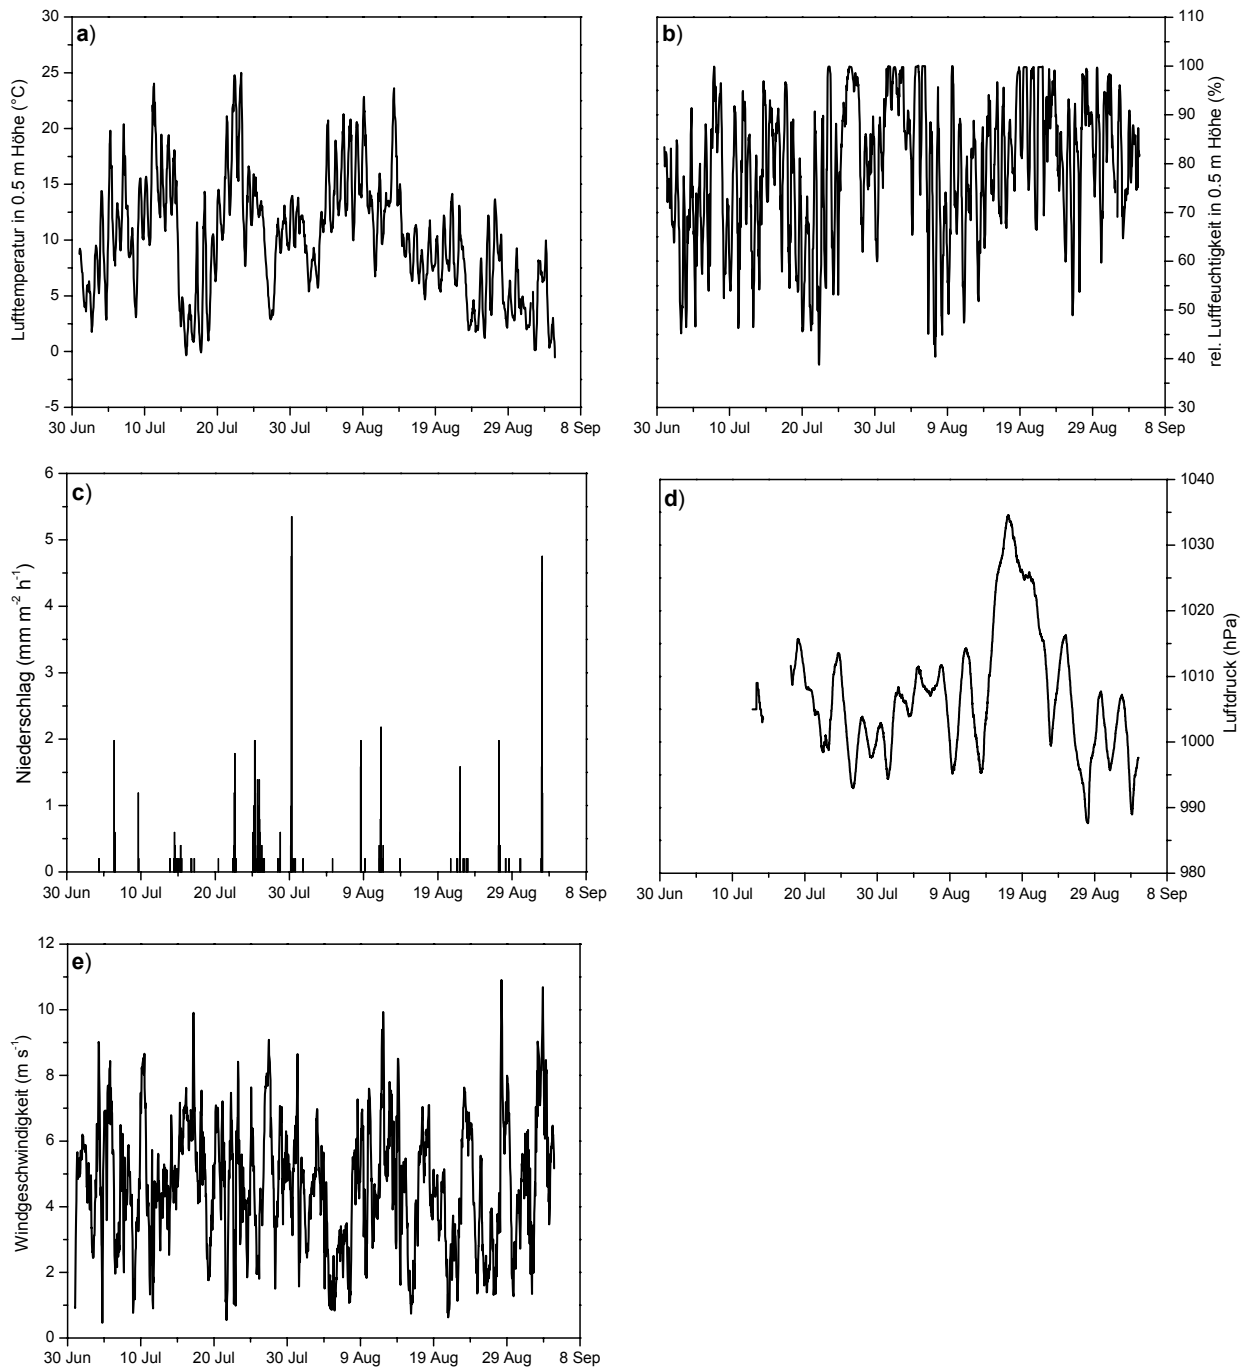 a)
30
25
20
15
10
5
0
-5
Lufttemperatur in 0.5 m Höhe (°C)
30 Jun 10 Jul 20 Jul 30 Jul 9 Aug 19 Aug 29 Aug 8 Sep
b)
110
100
90
80
70
60
50
40
30
rel. Luftfeuchtigkeit in 0.5 m Höhe (%)
30 Jun 10 Jul 20 Jul 30 Jul 9 Aug 19 Aug 29 Aug 8 Sep
c)
6
5
4
3
2
1
0
Niederschlag (mm m⁻² h⁻¹)
30 Jun 10 Jul 20 Jul 30 Jul 9 Aug 19 Aug 29 Aug 8 Sep
d)
1040
1030
1020
1010
1000
990
980
Luftdruck (hPa)
30 Jun 10 Jul 20 Jul 30 Jul 9 Aug 19 Aug 29 Aug 8 Sep
e)
12
10
8
6
4
2
0
Windgeschwindigkeit (m s⁻¹)
30 Jun 10 Jul 20 Jul 30 Jul 9 Aug 19 Aug 29 Aug 8 Sep